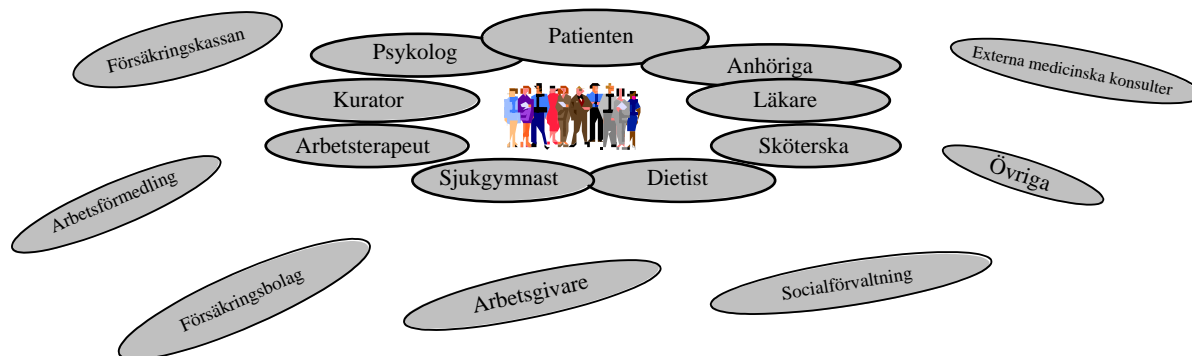 Försäkringskassan
Psykolog
Patienten
Anhöriga
Externa medicinska konsulter
Kurator
Läkare
Arbetsterapeut
Sköterska
Sjukgymnast
Dietist
Övriga
Arbetsförmedling
Försäkringsbolag
Arbetsgivare
Socialförvaltning